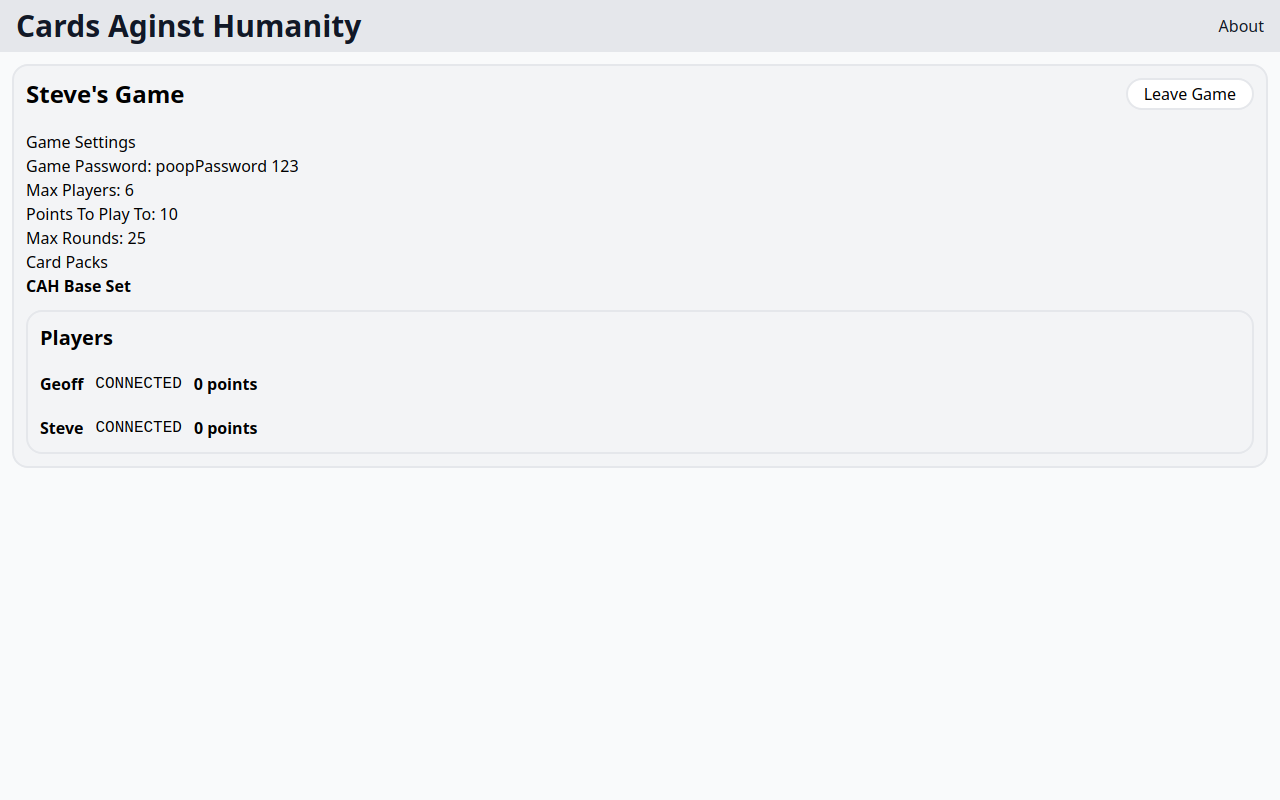 Cards Aginst Humanity
About
Steve's Game
Leave Game
Game Settings
Game Password: poopPassword 123
Max Players: 6
Points To Play To: 10
Max Rounds: 25
Card Packs
CAH Base Set
Players
Geoff CONNECTED 0 points
Steve CONNECTED 0 points